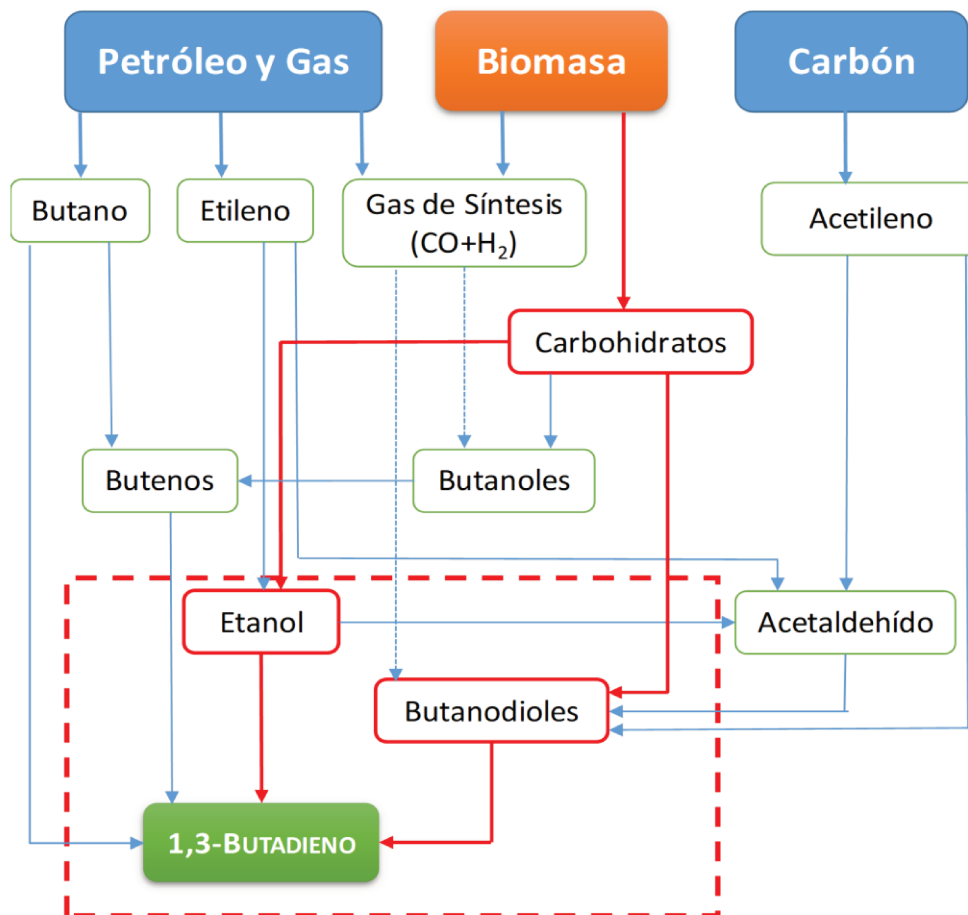 Petróleo y Gas
Biomasa
Carbón
Butano
Etileno
Gas de Síntesis
(CO+H₂)
Acetileno
Carbohidratos
Butenos
Butanoles
Etanol
Acetaldehído
Butanodioles
1,3-BUTADIENO